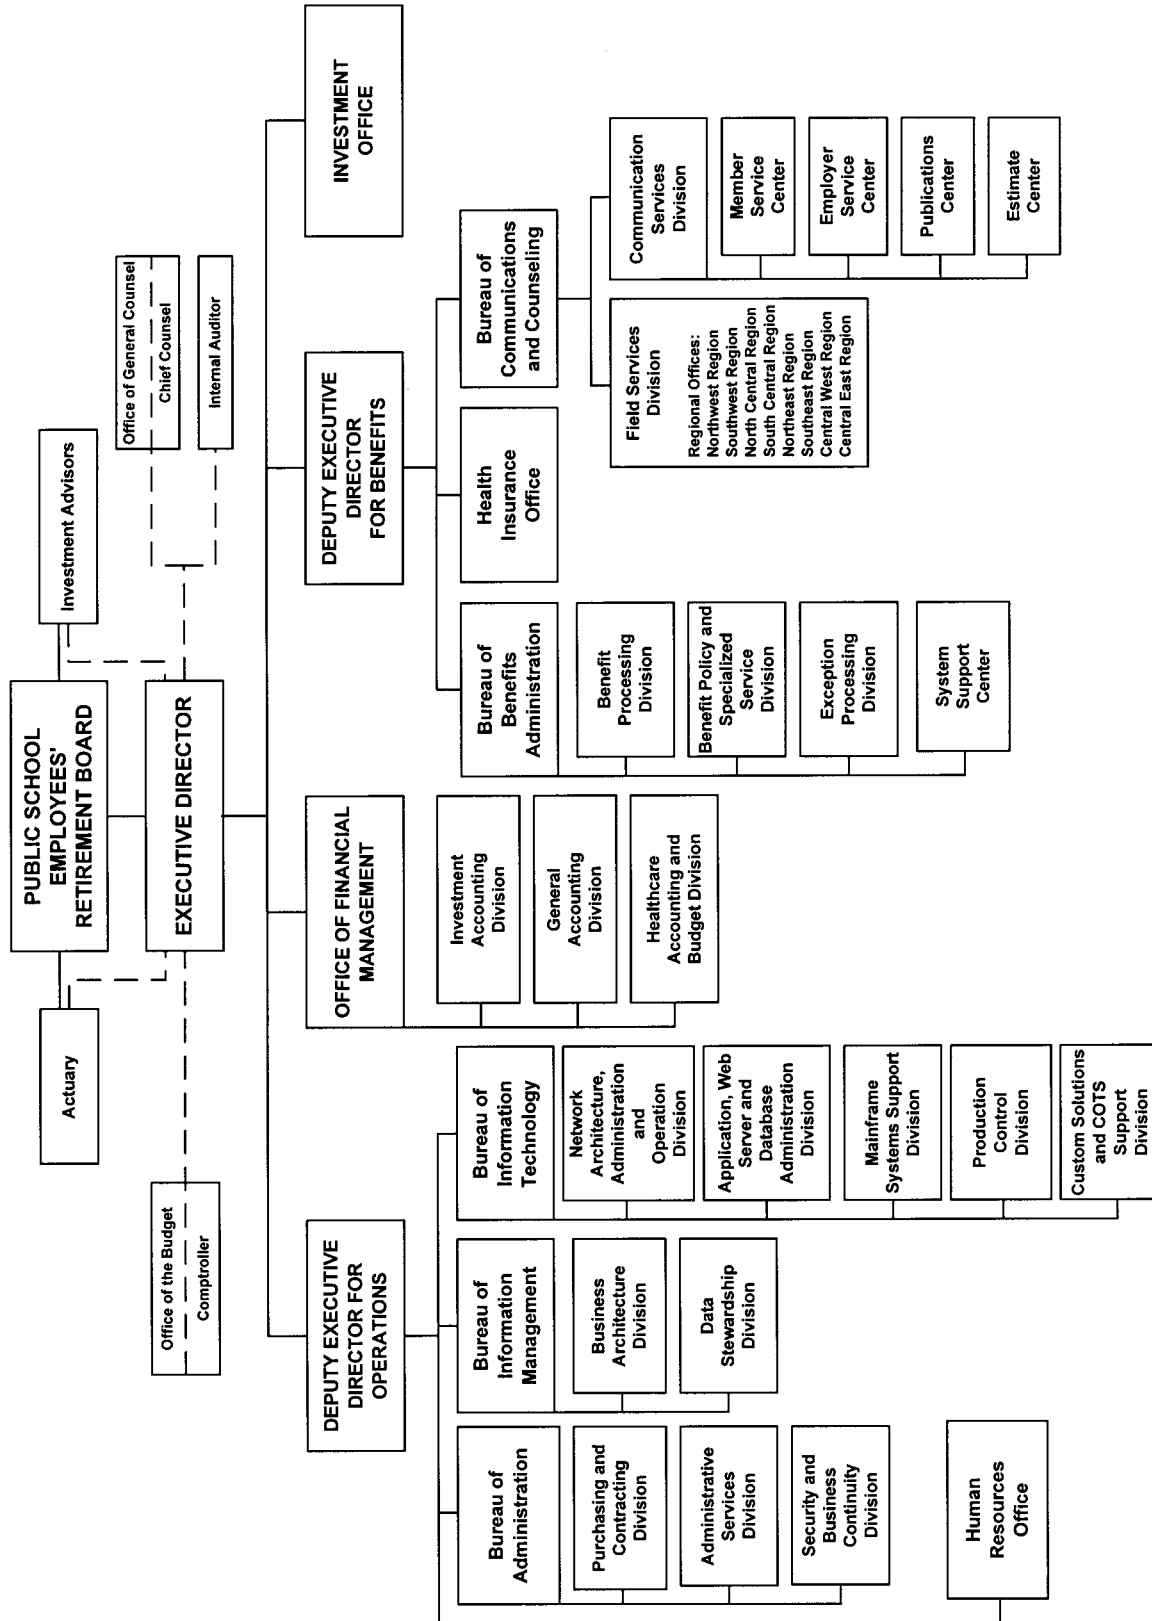 PUBLIC SCHOOL
EMPLOYEES'
RETIREMENT BOARD
Actuary
Investment Advisors
EXECUTIVE DIRECTOR
Office of the Budget
Comptroller
Office of General Counsel
Chief Counsel
Internal Auditor
DEPUTY EXECUTIVE
DIRECTOR FOR
OPERATIONS
OFFICE OF FINANCIAL
MANAGEMENT
DEPUTY EXECUTIVE
DIRECTOR
FOR BENEFITS
INVESTMENT
OFFICE
Bureau of
Administration
Purchasing and
Contracting
Division
Administrative
Services
Division
Security and
Business
Continuity
Division
Human
Resources
Office
Bureau of
Information
Management
Business
Architecture
Division
Data
Stewardship
Division
Bureau of
Information
Technology
Network
Architecture,
Administration
and
Operation
Division
Application, Web
Server and
Database
Administration
Division
Mainframe
Systems Support
Division
Production
Control
Division
Custom Solutions
and COTS
Support
Division
Investment
Accounting
Division
General
Accounting
Division
Healthcare
Accounting and
Budget Division
Bureau of
Benefits
Administration
Benefit
Processing
Division
Benefit Policy and
Specialized
Service
Division
Exception
Processing
Division
System
Support
Center
Health
Insurance
Office
Bureau of
Communications
and Counseling
Field Services
Division
Regional Offices:
Northwest Region
Southwest Region
North Central Region
South Central Region
Northeast Region
Southeast Region
Central West Region
Central East Region
Communication
Services
Division
Member
Service
Center
Employer
Service
Center
Publications
Center
Estimate
Center